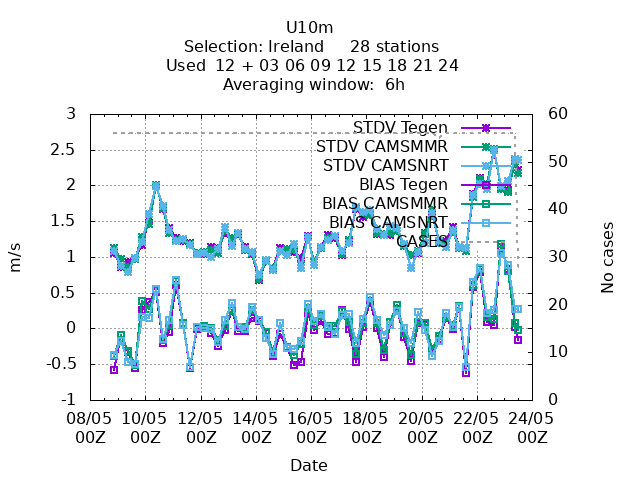 U10m
Selection: Ireland 28 stations
Used 12 + 03 06 09 12 15 18 21 24
Averaging window: 6h
3 60
STDV Tegen
STDV CAMSMMR
2.5 50
STDV CAMSNRT
BIAS Tegen
2 40
BIAS CAMSMMR
BIAS CAMSNRT
1.5
CASES
30
m/s
No cases
1
0.5 20
0
-0.5 10
-1 0
08/05 10/05 12/05 14/05 16/05 18/05 20/05 22/05 24/05
00Z 00Z 00Z 00Z 00Z 00Z 00Z 00Z 00Z
Date